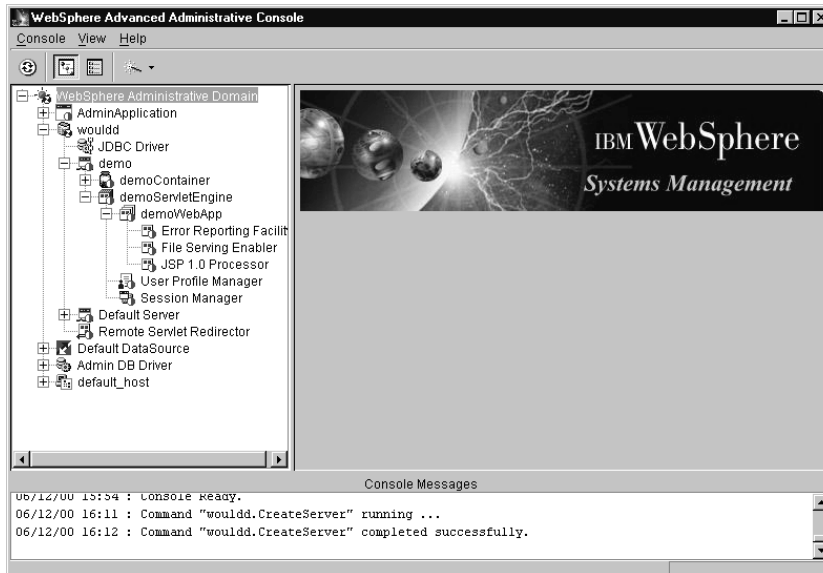 WebSphere Advanced Administrative Console
Console View Help
WebSphere Administrative Domain
AdminApplication
wouldd
JDBC Driver
demo
demoContainer
demoServletEngine
demoWebApp
Error Reporting Facilit
File Serving Enabler
JSP 1.0 Processor
User Profile Manager
Session Manager
Default Server
Remote Servlet Redirector
Default DataSource
Admin DB Driver
default_host
IBM WebSphere
Systems Management
Console Messages
06/12/00 15:54 : Console Ready.
06/12/00 16:11 : Command "wouldd.CreateServer" running ...
06/12/00 16:12 : Command "wouldd.CreateServer" completed successfully.